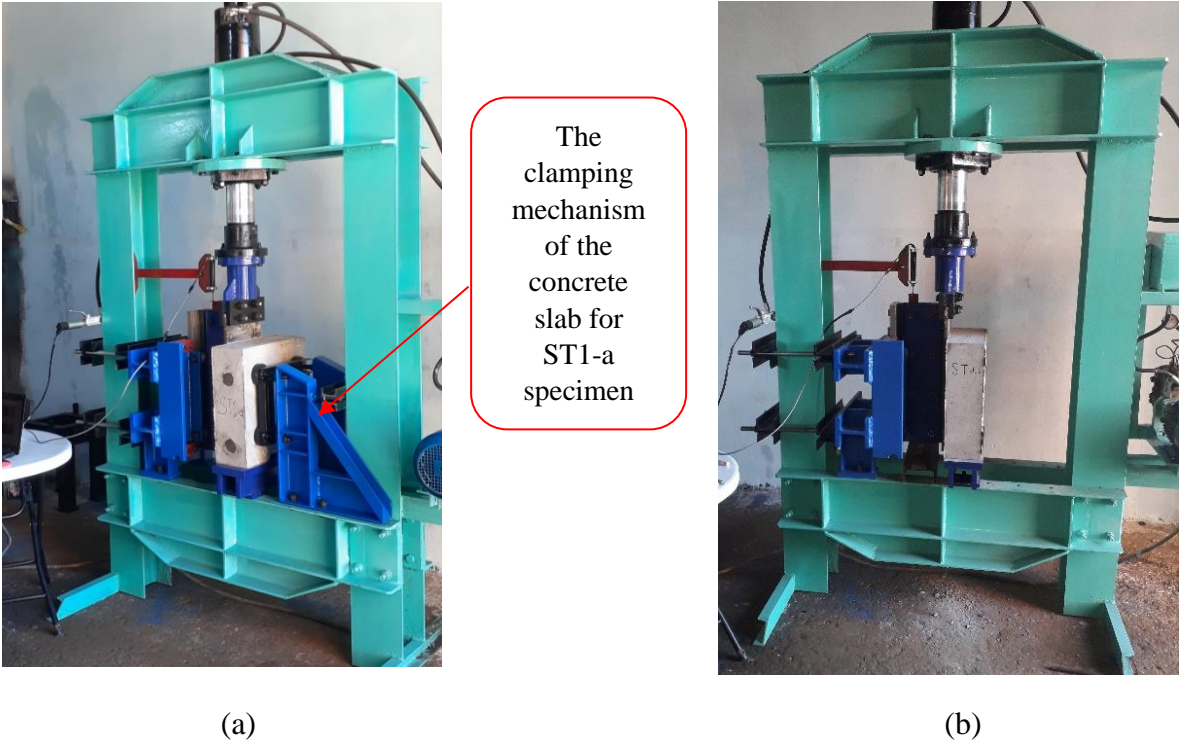 The
clamping
mechanism
of the
concrete
slab for
ST1-a
specimen
(a)
(b)